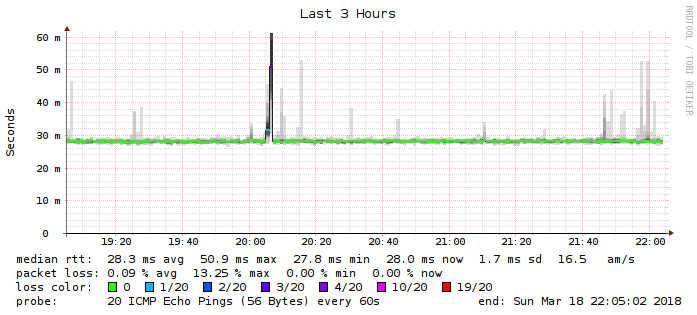 Last 3 Hours
RRDTOOL / TOBI OETIKER
Seconds
60 m
50 m
40 m
30 m
20 m
10 m
0
19:20 19:40 20:00 20:20 20:40 21:00 21:20 21:40 22:00
median rtt: 28.3 ms avg 50.9 ms max 27.8 ms min 28.0 ms now 1.7 ms sd 16.5 am/s
packet loss: 0.09 % avg 13.25 % max 0.00 % min 0.00 % now
loss color: 0 1/20 2/20 3/20 4/20 10/20 19/20
probe: 20 ICMP Echo Pings (56 Bytes) every 60s end: Sun Mar 18 22:05:02 2018